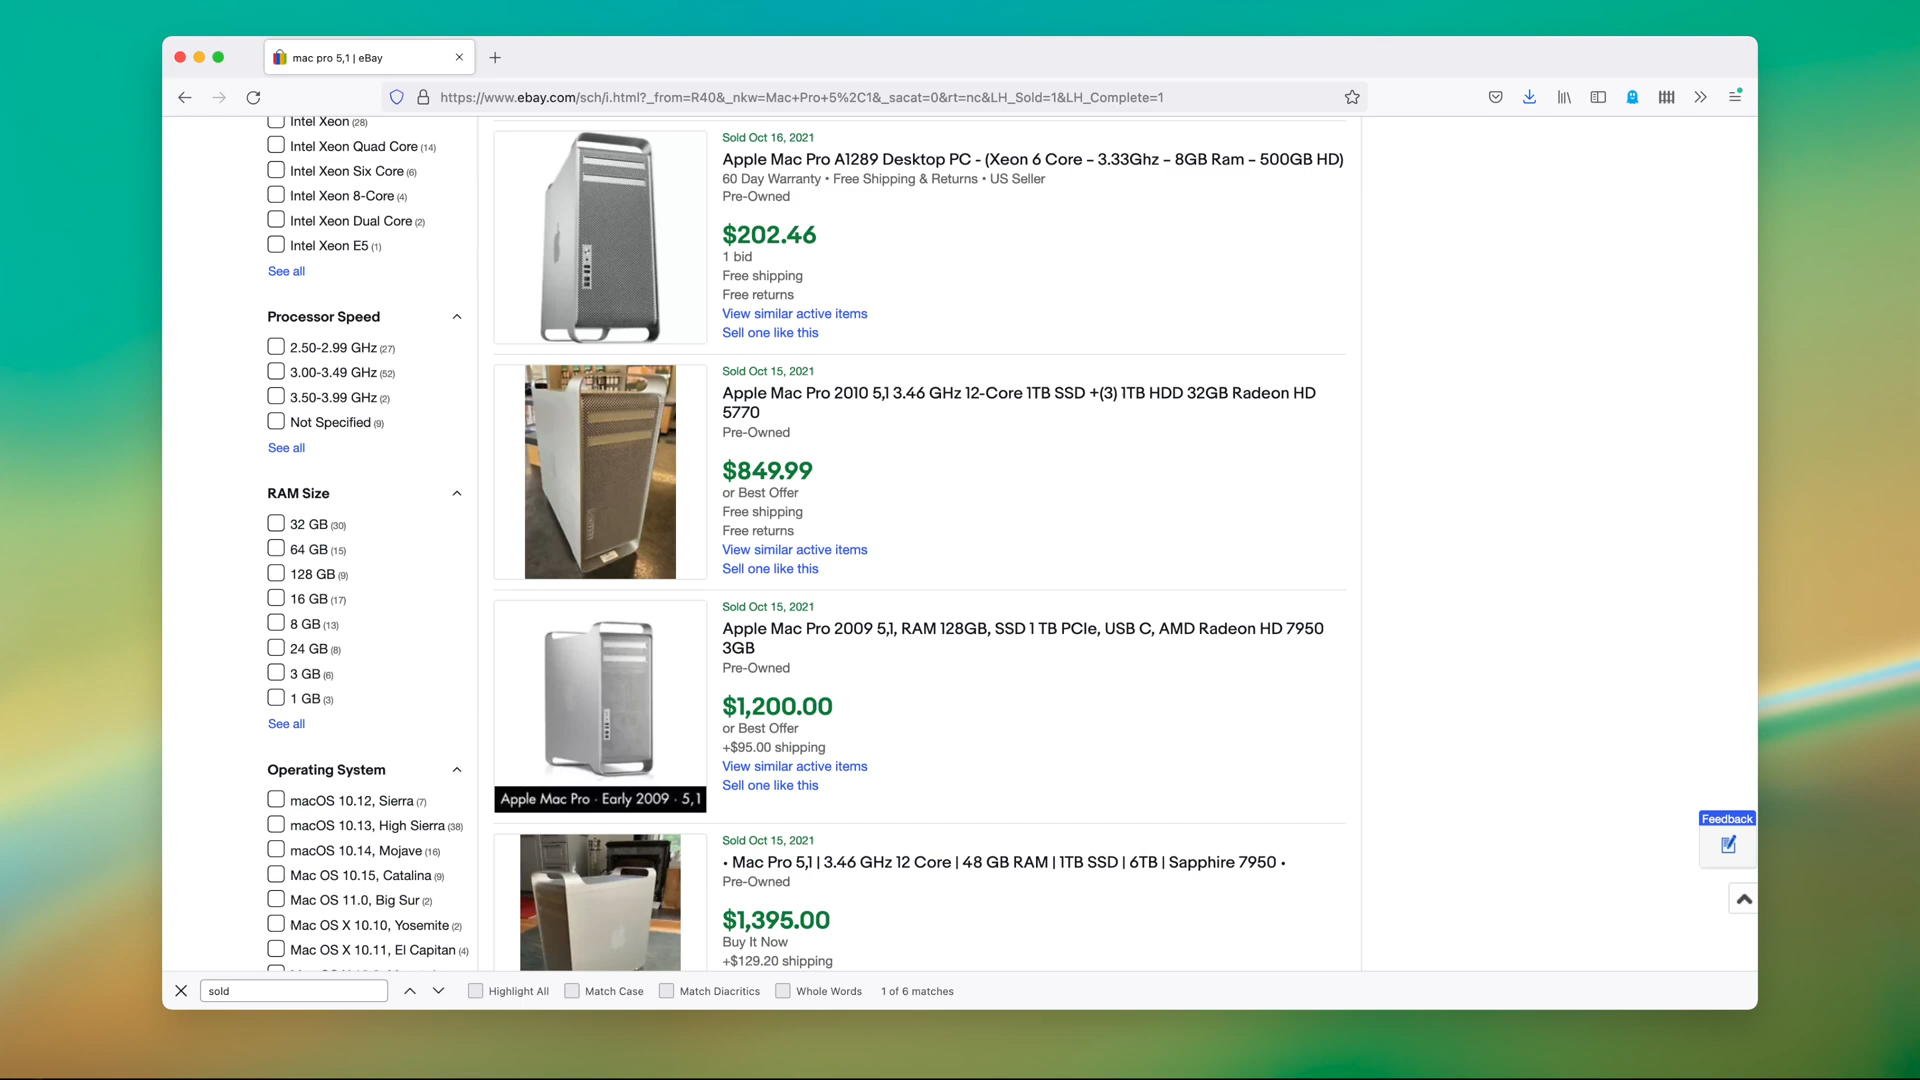 mac pro 5,1 | eBay
https://www.ebay.com/sch/i.html?_from=R40&_nkw=Mac+Pro+5%2C1&_sacat=0&rt=nc&LH_Sold=1&LH_Complete=1
Intel Xeon (28)
Intel Xeon Quad Core (14)
Intel Xeon Six Core (6)
Intel Xeon 8-Core (4)
Intel Xeon Dual Core (2)
Intel Xeon E5 (1)
See all
Processor Speed
2.50-2.99 GHz (27)
3.00-3.49 GHz (52)
3.50-3.99 GHz (2)
Not Specified (9)
See all
RAM Size
32 GB (30)
64 GB (15)
128 GB (9)
16 GB (17)
8 GB (13)
24 GB (8)
3 GB (6)
1 GB (3)
See all
Operating System
macOS 10.12, Sierra (7)
macOS 10.13, High Sierra (38)
macOS 10.14, Mojave (16)
Mac OS 10.15, Catalina (9)
Mac OS 11.0, Big Sur (2)
Mac OS X 10.10, Yosemite (2)
Mac OS X 10.11, El Capitan (4)
Sold Oct 16, 2021
Apple Mac Pro A1289 Desktop PC - (Xeon 6 Core – 3.33Ghz – 8GB Ram – 500GB HD)
60 Day Warranty • Free Shipping & Returns • US Seller
Pre-Owned
$202.46
1 bid
Free shipping
Free returns
View similar active items
Sell one like this
Sold Oct 15, 2021
Apple Mac Pro 2010 5,1 3.46 GHz 12-Core 1TB SSD +(3) 1TB HDD 32GB Radeon HD
5770
Pre-Owned
$849.99
or Best Offer
Free shipping
Free returns
View similar active items
Sell one like this
Apple Mac Pro · Early 2009 · 5,1
Sold Oct 15, 2021
Apple Mac Pro 2009 5,1, RAM 128GB, SSD 1 TB PCIe, USB C, AMD Radeon HD 7950
3GB
Pre-Owned
$1,200.00
or Best Offer
+$95.00 shipping
View similar active items
Sell one like this
Sold Oct 15, 2021
• Mac Pro 5,1 | 3.46 GHz 12 Core | 48 GB RAM | 1TB SSD | 6TB | Sapphire 7950 •
Pre-Owned
$1,395.00
Buy It Now
+$129.20 shipping
Feedback
sold
Highlight All
Match Case
Match Diacritics
Whole Words
1 of 6 matches